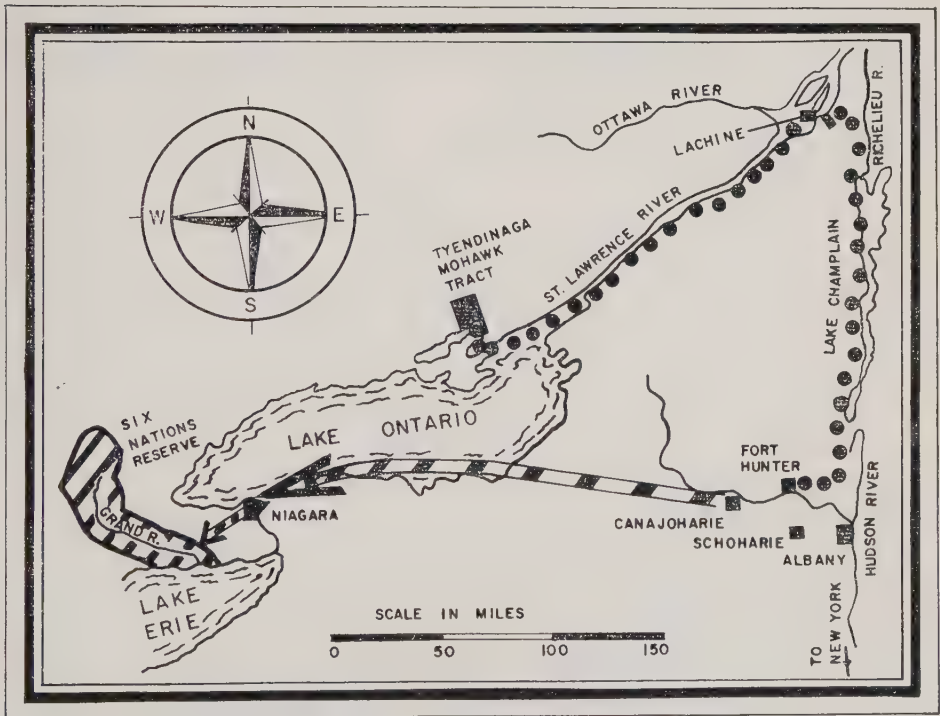 N
W
E
S
OTTAWA RIVER
LACHINE
RICHELIEU R.
TYENDINAGA
MOHAWK
TRACT
ST. LAWRENCE RIVER
LAKE CHAMPLAIN
SIX
NATIONS
RESERVE
LAKE ONTARIO
FORT
HUNTER
GRAND R.
NIAGARA
CANAJOHARIE
SCHOHARIE
ALBANY
HUDSON RIVER
LAKE
ERIE
SCALE IN MILES
0 50 100 150
TO
NEW YORK